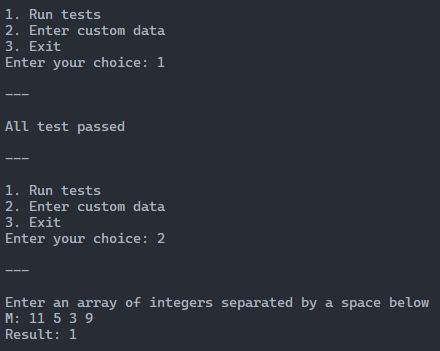 1. Run tests
2. Enter custom data
3. Exit
Enter your choice: 1
---
All test passed
---
1. Run tests
2. Enter custom data
3. Exit
Enter your choice: 2
---
Enter an array of integers separated by a space below
M: 11 5 3 9
Result: 1